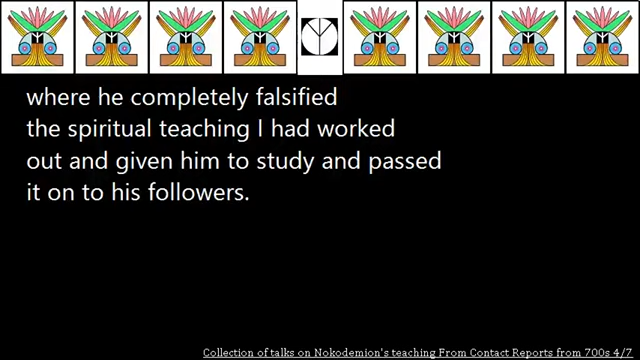 where he completely falsified
the spiritual teaching I had worked
out and given him to study and passed
it on to his followers.
Collection of talks on Nokodemion's teaching From Contact Reports from 700s 4/7